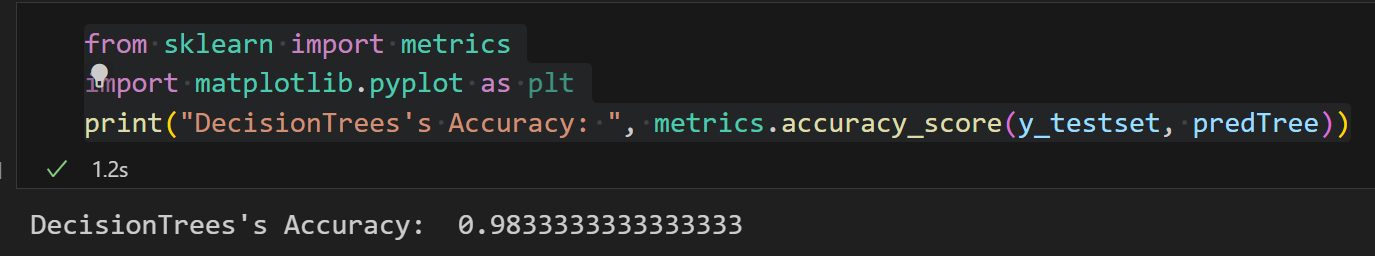 from sklearn import metrics
import matplotlib.pyplot as plt
print("DecisionTrees's Accuracy: ", metrics.accuracy_score(y_testset, predTree))
1.2s
DecisionTrees's Accuracy:  0.9833333333333333